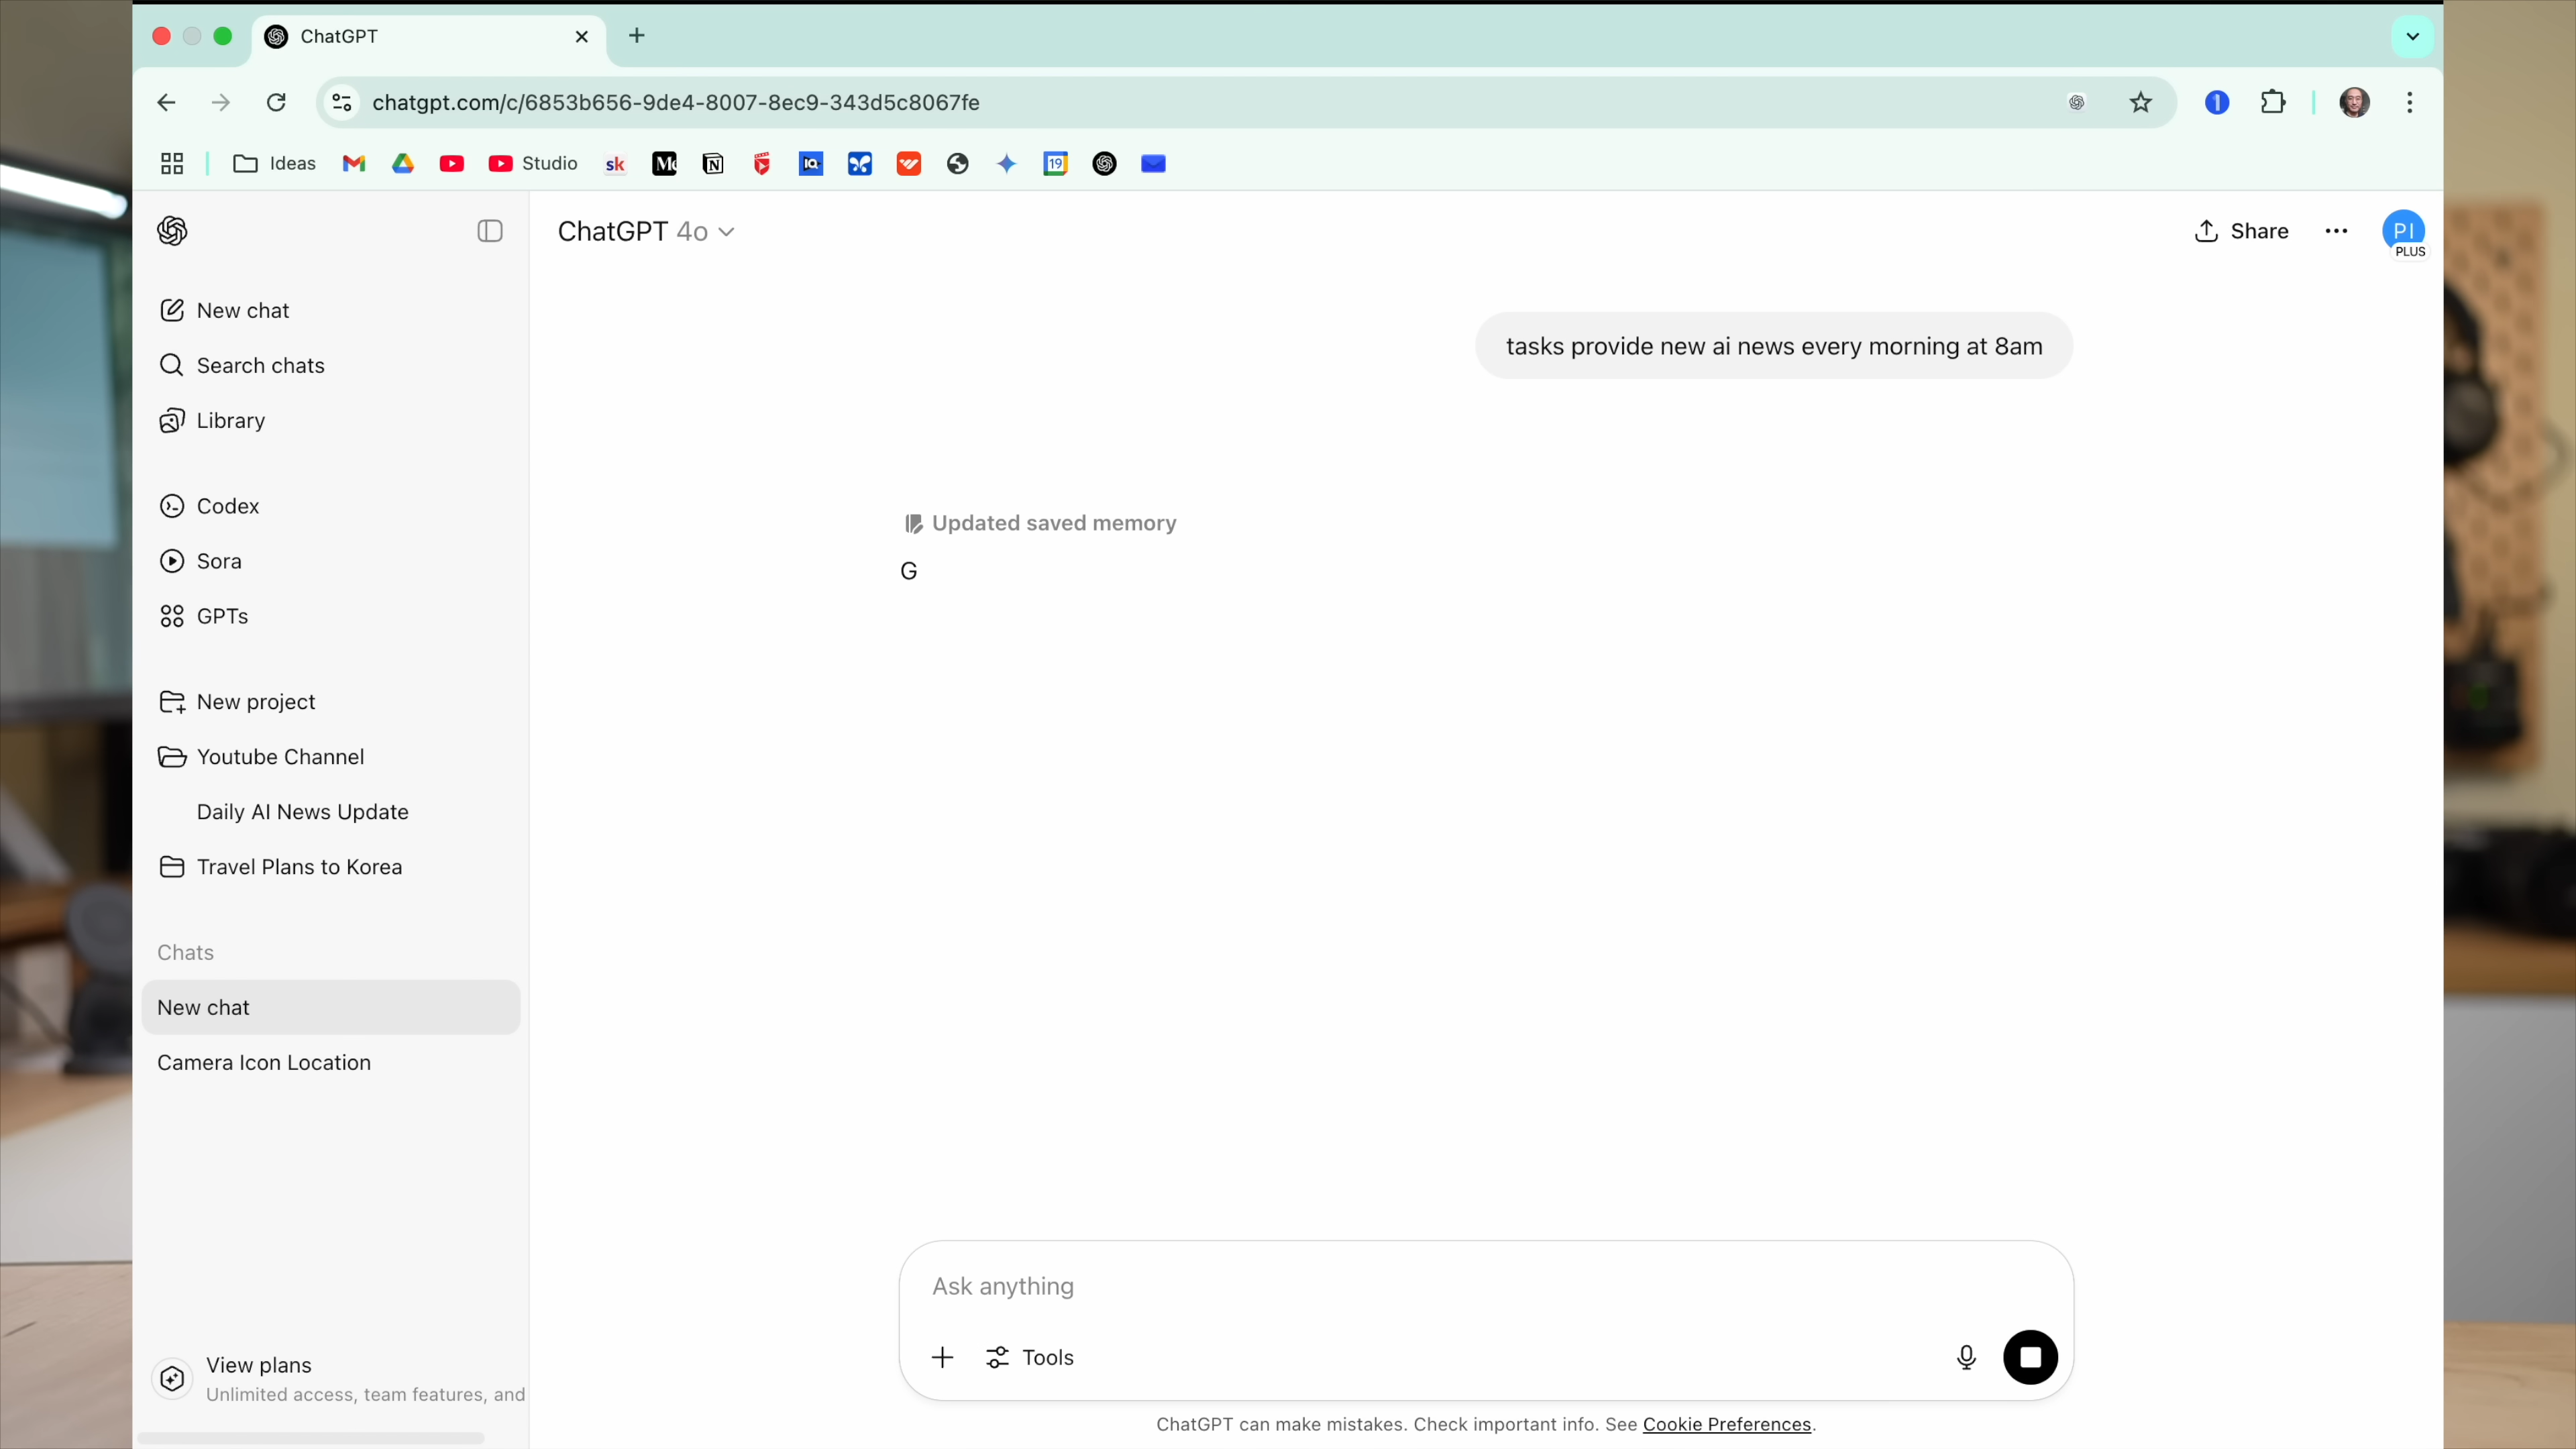 ChatGPT
chatgpt.com/c/6853b656-9de4-8007-8ec9-343d5c8067fe
Ideas
Studio
sk
19
ChatGPT 4o
Share
PI
PLUS
New chat
Search chats
Library
Codex
Sora
GPTs
New project
Youtube Channel
Daily AI News Update
Travel Plans to Korea
Chats
New chat
Camera Icon Location
View plans
Unlimited access, team features, and
tasks provide new ai news every morning at 8am
Updated saved memory
G
Ask anything
Tools
ChatGPT can make mistakes. Check important info. See Cookie Preferences.